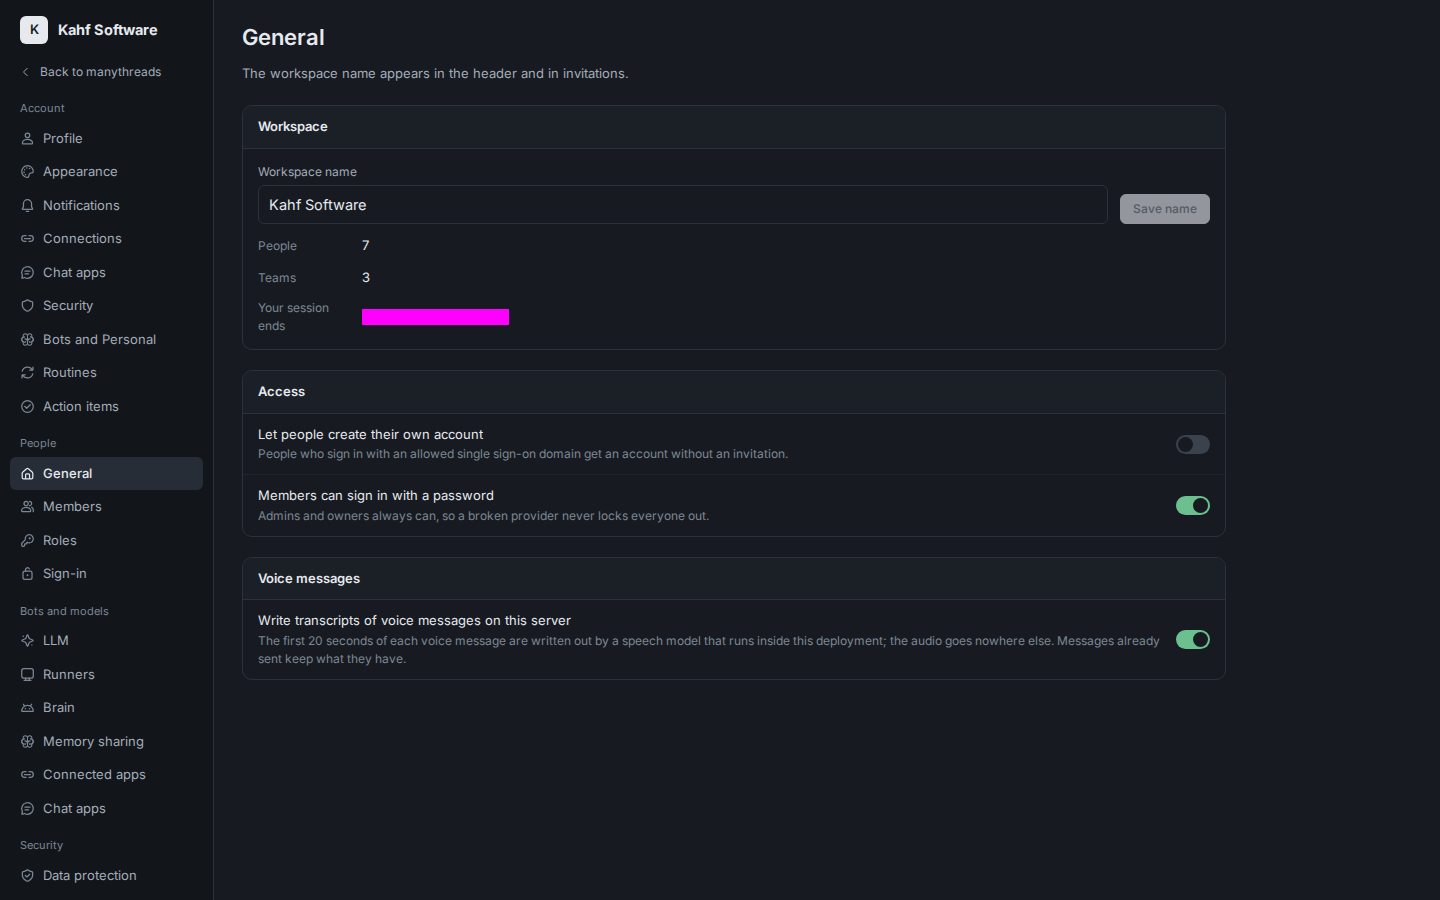 K Kahf Software
Back to manythreads
Account
Profile
Appearance
Notifications
Connections
Chat apps
Security
Bots and Personal
Routines
Action items
People
General
Members
Roles
Sign-in
Bots and models
LLM
Runners
Brain
Memory sharing
Connected apps
Chat apps
Security
Data protection
General
The workspace name appears in the header and in invitations.
Workspace
Workspace name
Kahf Software
Save name
People 7
Teams 3
Your session
ends
Access
Let people create their own account
People who sign in with an allowed single sign-on domain get an account without an invitation.
Members can sign in with a password
Admins and owners always can, so a broken provider never locks everyone out.
Voice messages
Write transcripts of voice messages on this server
The first 20 seconds of each voice message are written out by a speech model that runs inside this deployment; the audio goes nowhere else. Messages already
sent keep what they have.